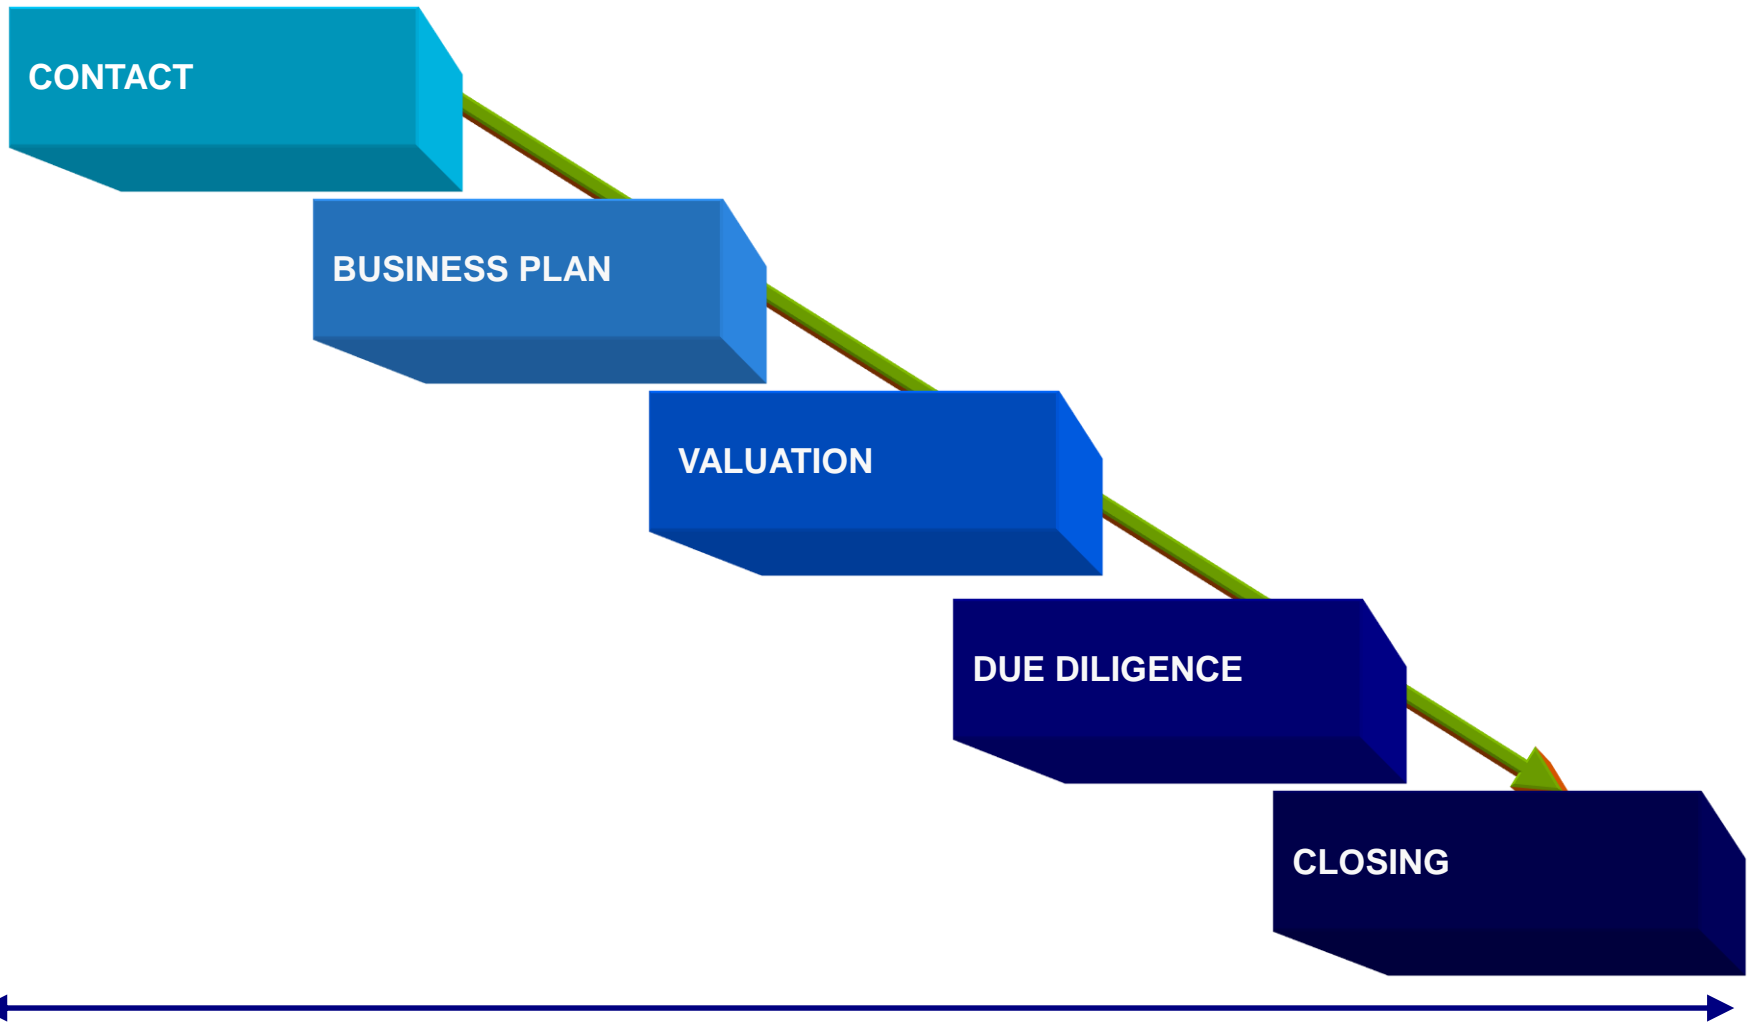 CONTACT
BUSINESS PLAN
VALUATION
DUE DILIGENCE
CLOSING